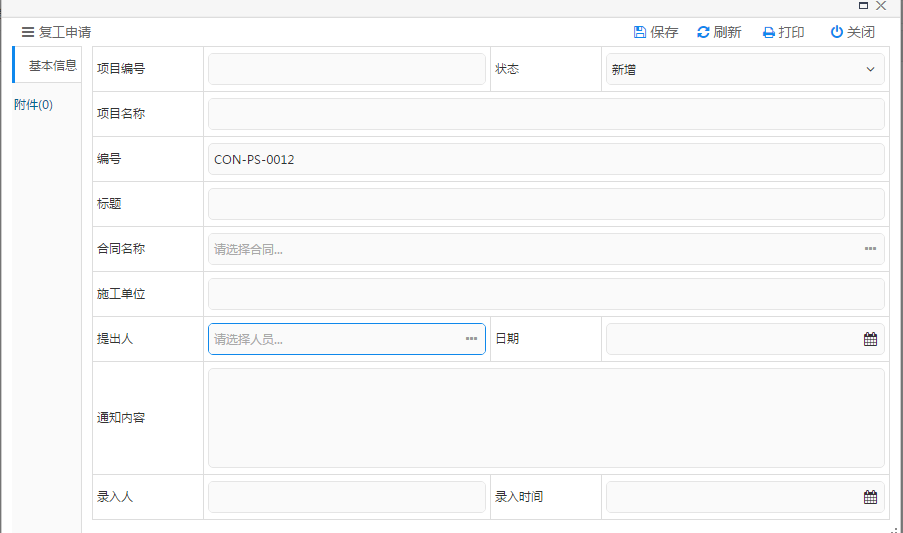 复工申请 保存 刷新 打印 关闭
基本信息
附件(0)
项目编号 状态 新增
项目名称
编号 CON-PS-0012
标题
合同名称 请选择合同...
施工单位
提出人 请选择人员... 日期
通知内容
录入人 录入时间